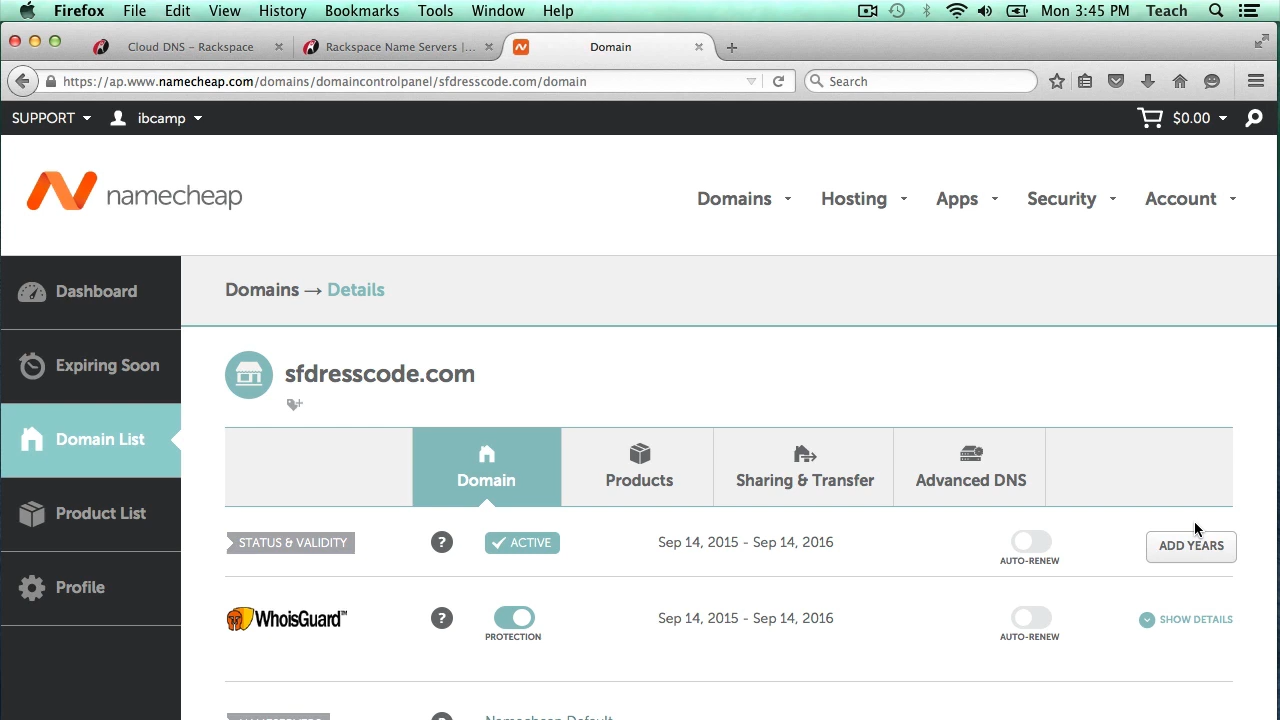 Firefox File Edit View History Bookmarks Tools Window Help Mon 3:45 PM Teach
Cloud DNS – Rackspace Rackspace Name Servers |... Domain
https://ap.www.namecheap.com/domains/domaincontrolpanel/sfdresscode.com/domain Search
SUPPORT ibcamp $0.00
namecheap Domains Hosting Apps Security Account
Dashboard
Domains → Details
Expiring Soon
sfdresscode.com
Domain List
Domain Products Sharing & Transfer Advanced DNS
Product List
STATUS & VALIDITY ? ACTIVE Sep 14, 2015 - Sep 14, 2016 AUTO-RENEW ADD YEARS
Profile
WhoisGuard™ ? PROTECTION Sep 14, 2015 - Sep 14, 2016 AUTO-RENEW SHOW DETAILS
NAMESERVERS ? Namecheap Default